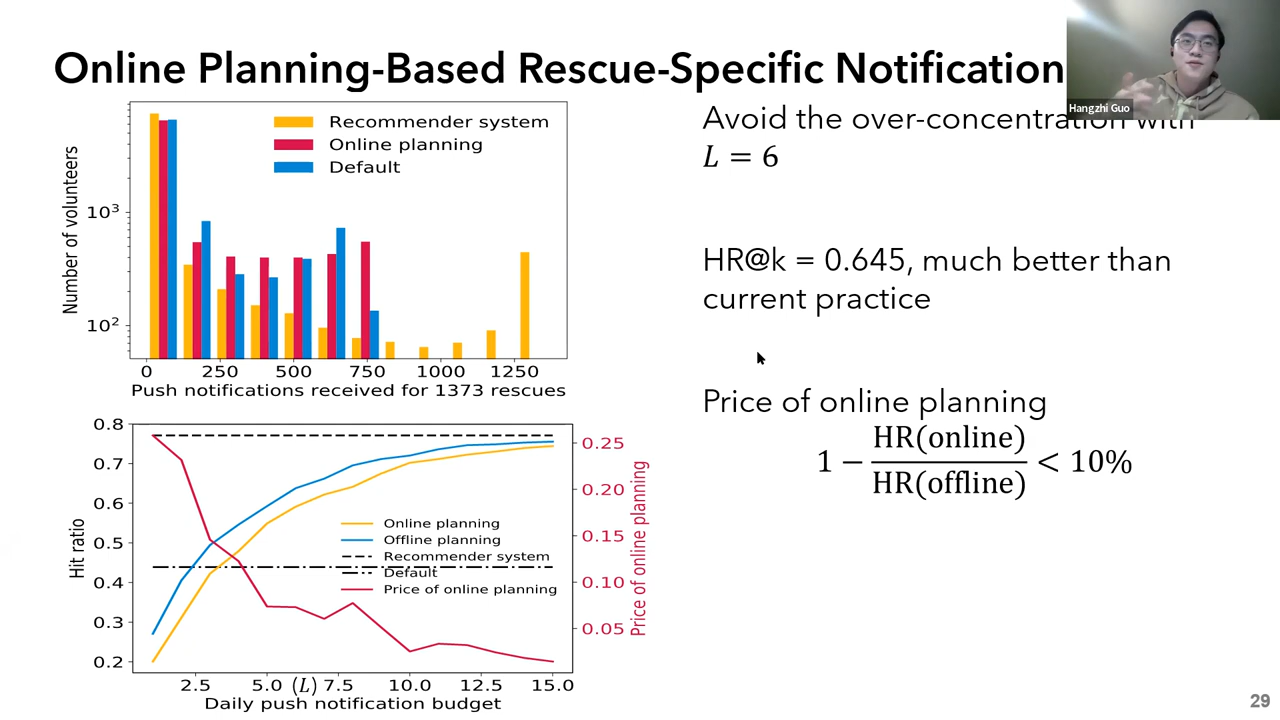 Online Planning-Based Rescue-Specific Notification
Hangzhi Guo
Recommender system
Online planning
Default
Number of volunteers
10³
10²
0 250 500 750 1000 1250
Push notifications received for 1373 rescues
Avoid the over-concentration with
L = 6
HR@k = 0.645, much better than
current practice
Price of online planning
1 − HR(online) / HR(offline) < 10%
Hit ratio
0.8
0.7
0.6
0.5
0.4
0.3
0.2
Online planning
Offline planning
Recommender system
Default
Price of online planning
0.25
0.20
0.15
0.10
0.05
Price of online planning
2.5 5.0 (L) 7.5 10.0 12.5 15.0
Daily push notification budget
29